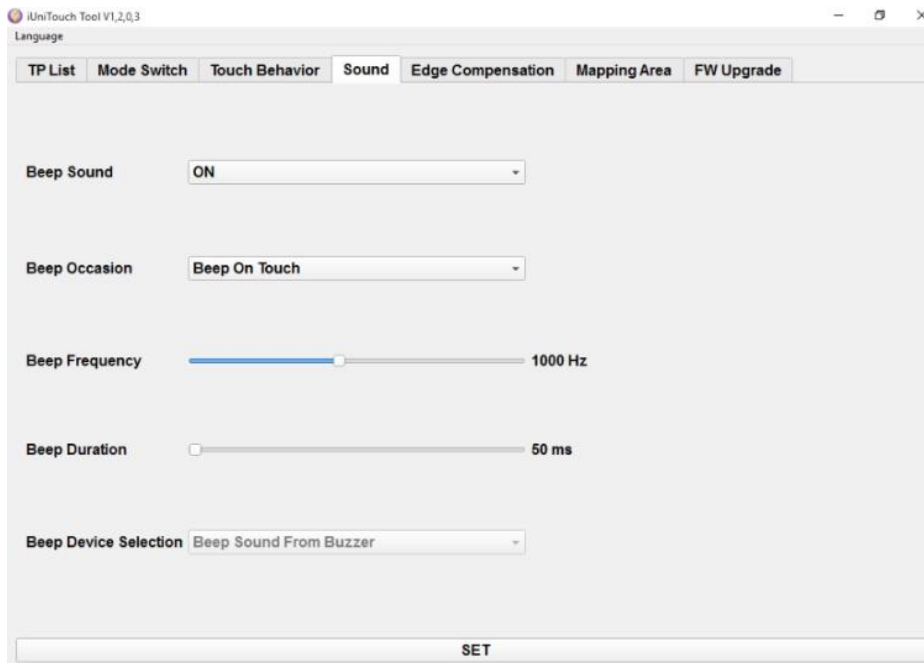 iUniTouch Tool V1,2,0,3
Language
TP List Mode Switch Touch Behavior Sound Edge Compensation Mapping Area FW Upgrade
Beep Sound ON
Beep Occasion Beep On Touch
Beep Frequency 1000 Hz
Beep Duration 50 ms
Beep Device Selection Beep Sound From Buzzer
SET